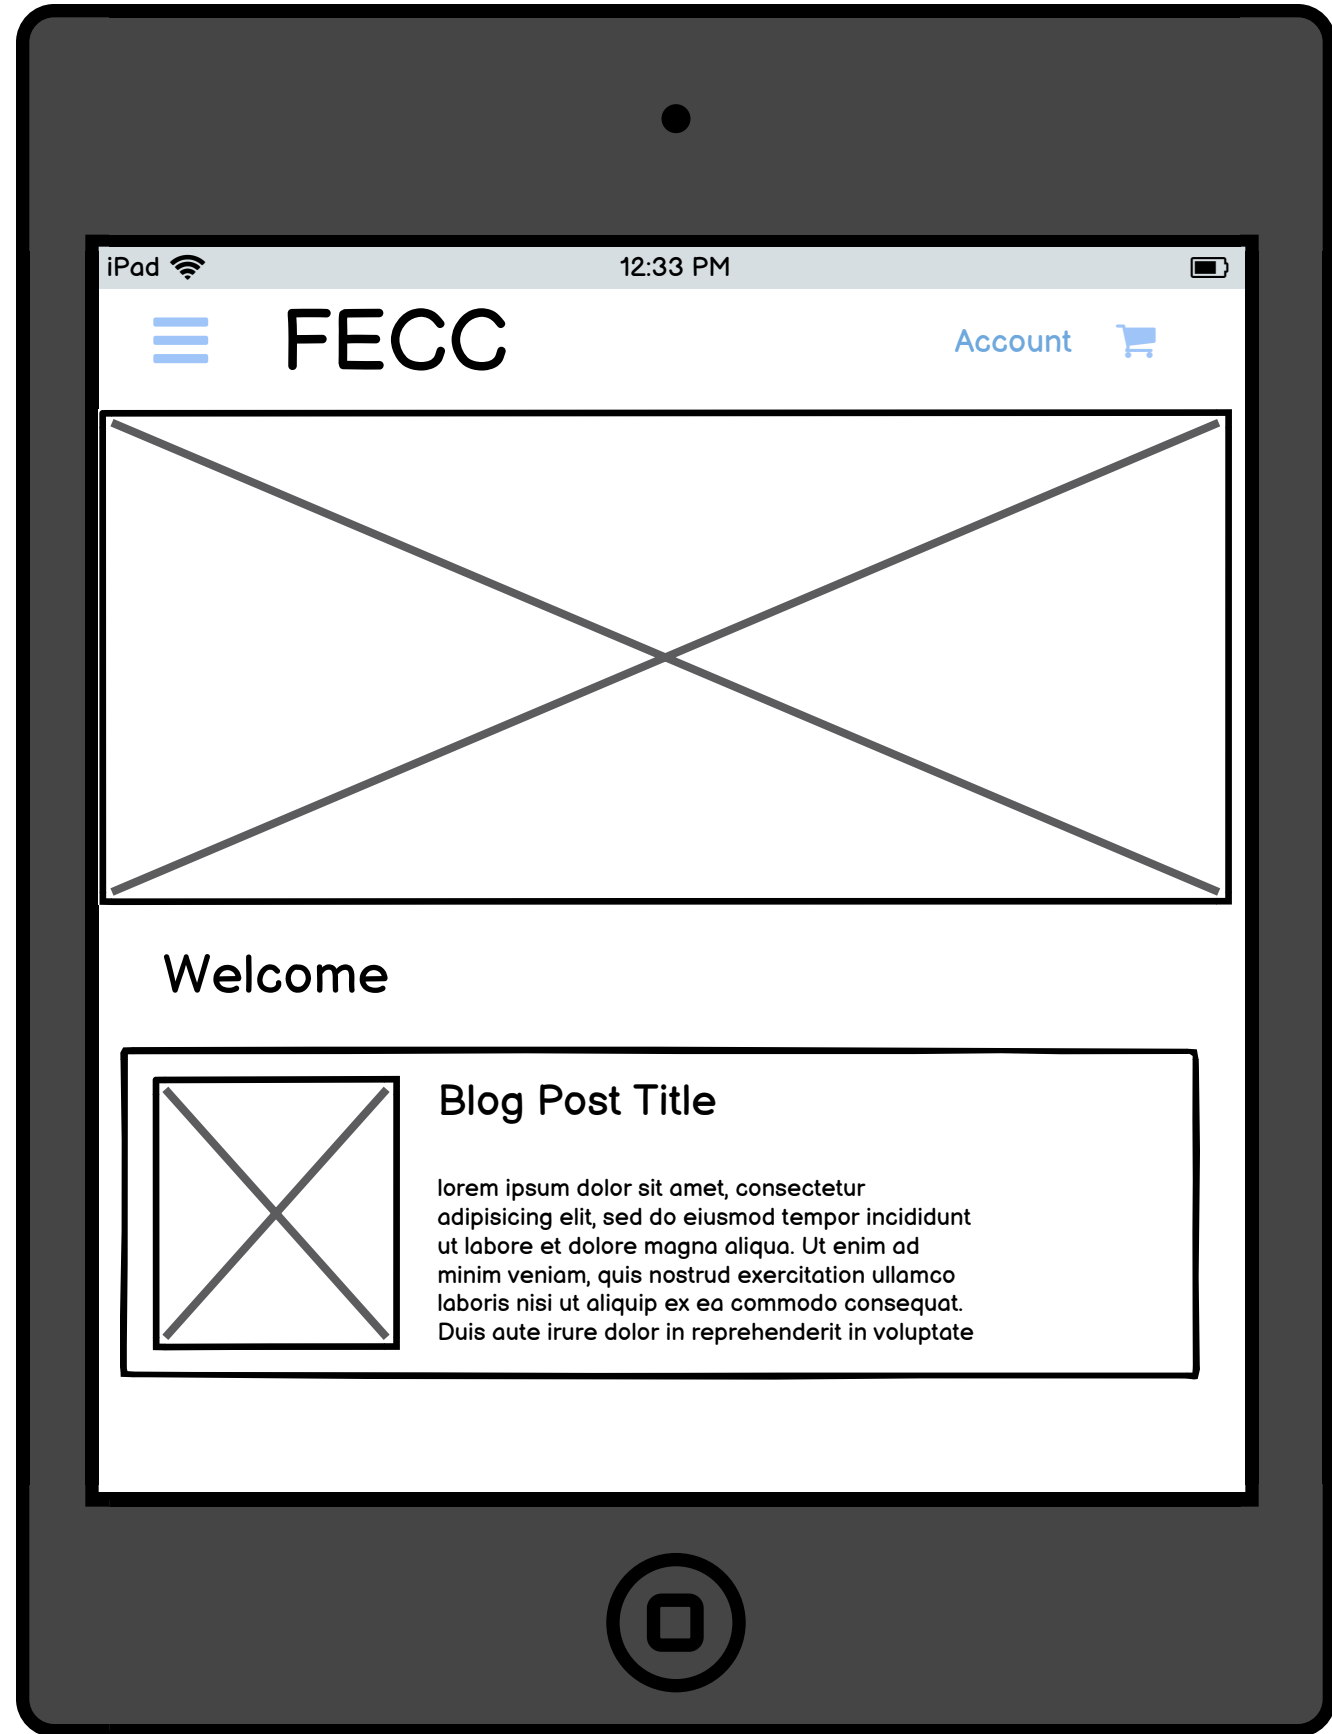 iPad
12:33 PM
FECC
Account
Welcome
Blog Post Title
lorem ipsum dolor sit amet, consectetur
adipisicing elit, sed do eiusmod tempor incididunt
ut labore et dolore magna aliqua. Ut enim ad
minim veniam, quis nostrud exercitation ullamco
laboris nisi ut aliquip ex ea commodo consequat.
Duis aute irure dolor in reprehenderit in voluptate